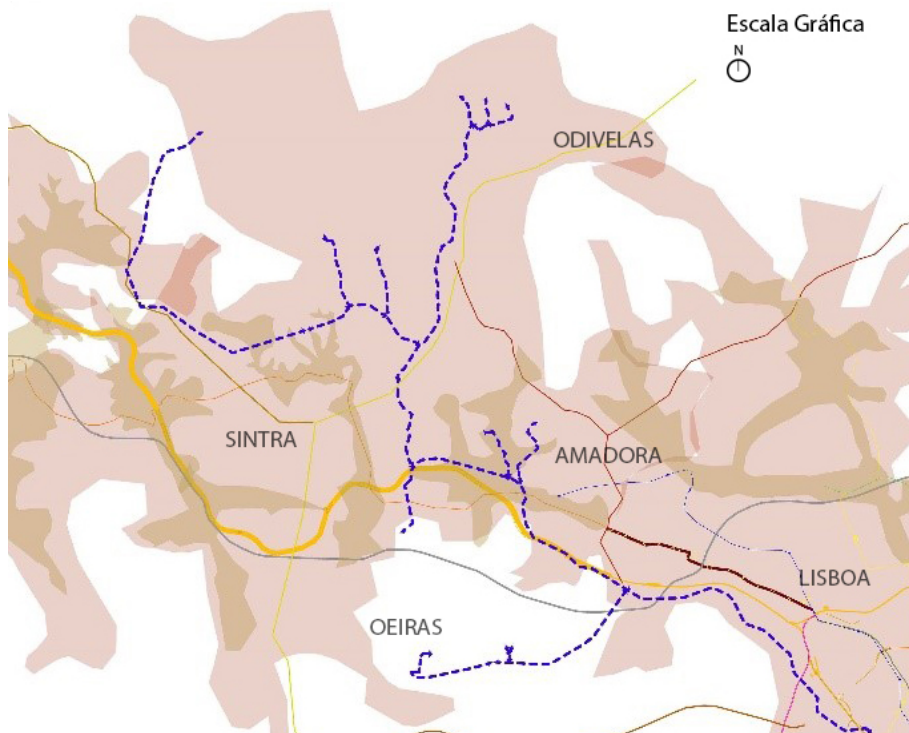 Escala Gráfica
N
ODIVELAS
SINTRA
AMADORA
LISBOA
OEIRAS